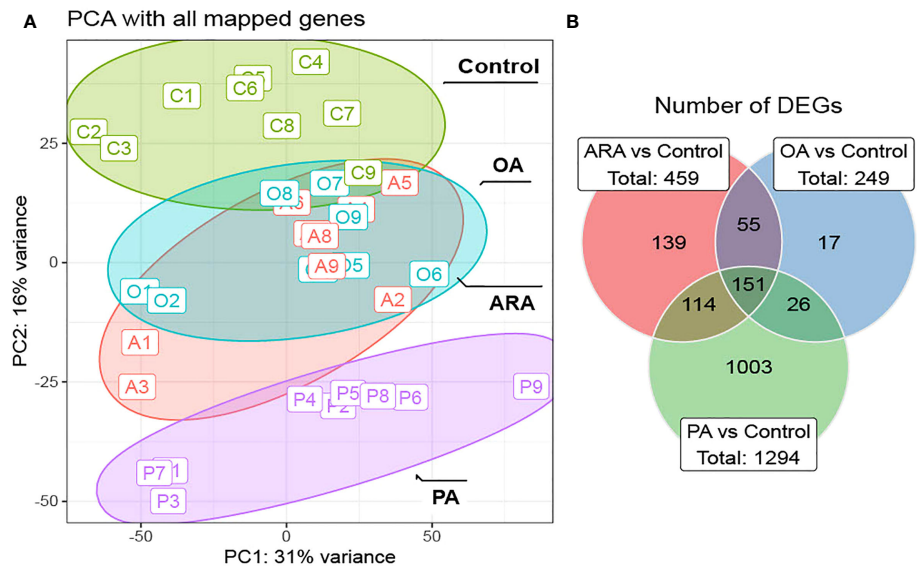 A
PCA with all mapped genes
C4
C6
C1
C7
C8
C2
C3
C9
Control
OA
O8
O7
A5
O9
A8
A9
O5
O6
O1
O2
A2
ARA
A1
A3
P4
P5
P2
P8
P6
P9
P7
P3
PA
25
0
-25
-50
PC2: 16% variance
-50
0
50
PC1: 31% variance
B
Number of DEGs
ARA vs Control
Total: 459
OA vs Control
Total: 249
139
55
17
151
114
26
1003
PA vs Control
Total: 1294